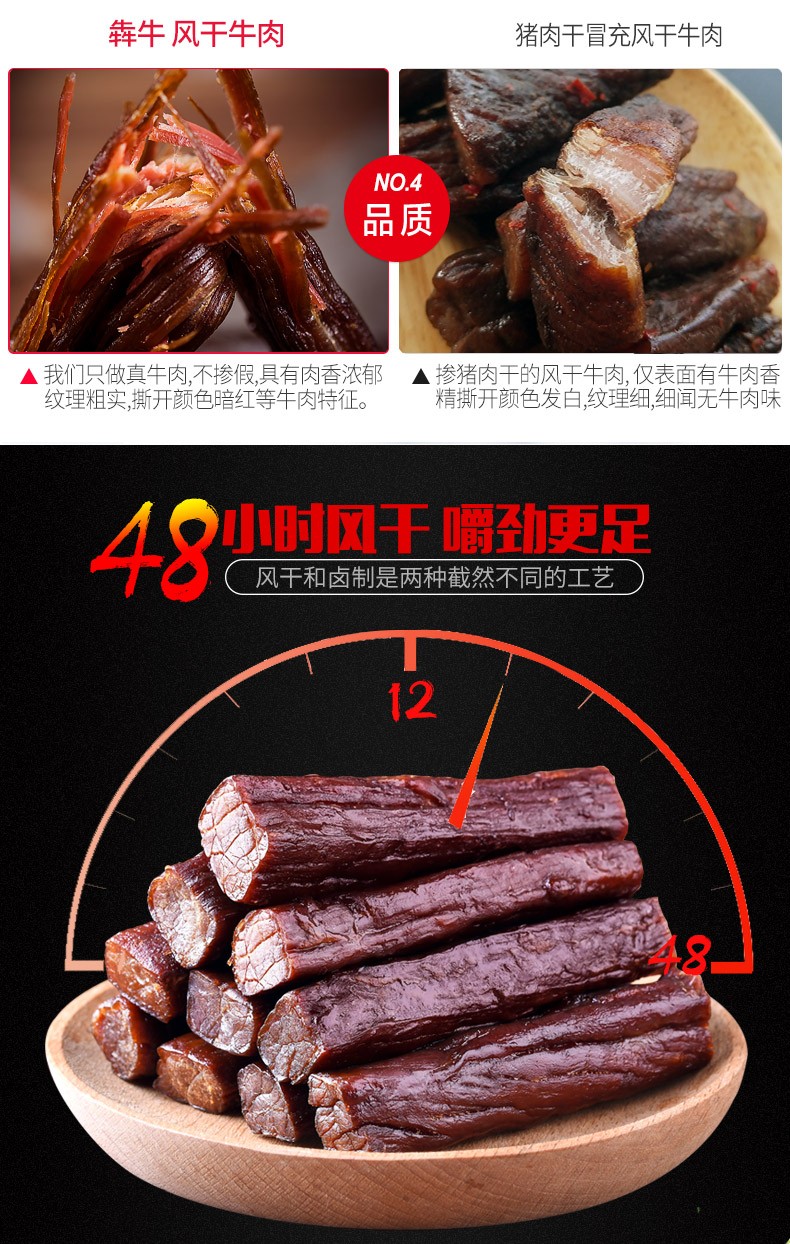 犇牛 风干牛肉
猪肉干冒充风干牛肉
NO.4
品质
▲ 我们只做真牛肉,不掺假,具有肉香浓郁
纹理粗实,撕开颜色暗红等牛肉特征。
▲ 掺猪肉干的风干牛肉, 仅表面有牛肉香
精撕开颜色发白,纹理细,细闻无牛肉味
48小时风干 嚼劲更足
风干和卤制是两种截然不同的工艺
12
48